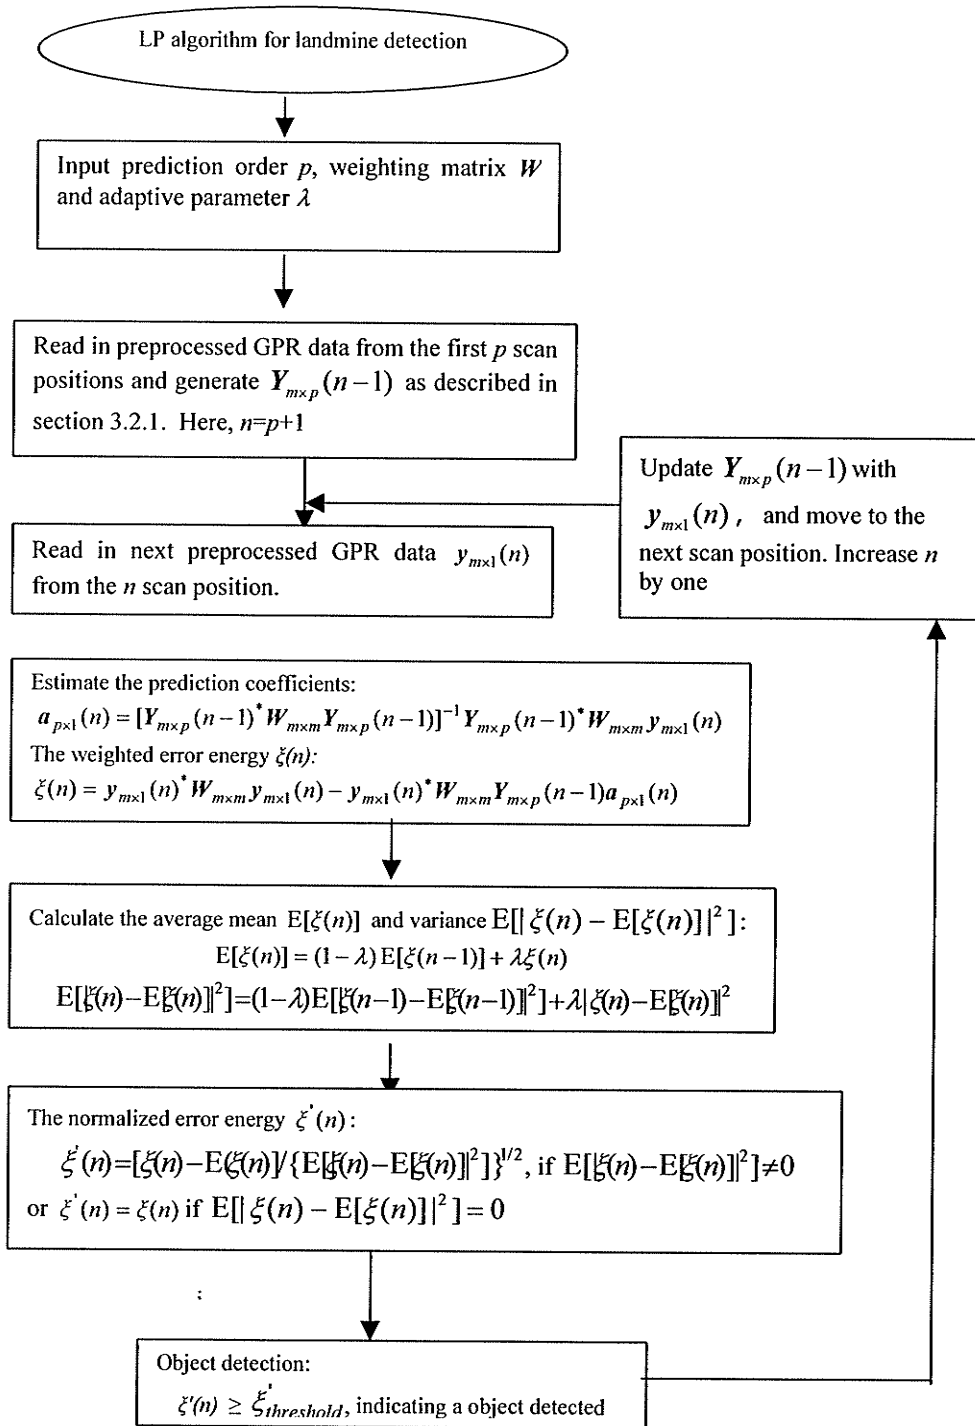 LP algorithm for landmine detection
Input prediction order p, weighting matrix W
and adaptive parameter λ
Read in preprocessed GPR data from the first p scan
positions and generate Y_{m×p}(n−1) as described in
section 3.2.1. Here, n=p+1
Update Y_{m×p}(n−1) with
y_{m×1}(n), and move to the
next scan position. Increase n
by one
Read in next preprocessed GPR data y_{m×1}(n)
from the n scan position.
Estimate the prediction coefficients:
a_{p×1}(n) = [Y_{m×p}(n−1)^* W_{m×m} Y_{m×p}(n−1)]^{−1} Y_{m×p}(n−1)^* W_{m×m} y_{m×1}(n)
The weighted error energy ξ(n):
ξ(n) = y_{m×1}(n)^* W_{m×m} y_{m×1}(n) − y_{m×1}(n)^* W_{m×m} Y_{m×p}(n−1) a_{p×1}(n)
Calculate the average mean E[ξ(n)] and variance E[|ξ(n) − E[ξ(n)]|^2]:
E[ξ(n)] = (1−λ)E[ξ(n−1)] + λξ(n)
E[|ξ(n)−E[ξ(n)]|^2]=(1−λ)E[|ξ(n−1)−E[ξ(n−1)]|^2]+λ|ξ(n)−E[ξ(n)]|^2
The normalized error energy ξ'(n):
ξ'(n)=[ξ(n)−E(ξ(n)]/{E[|ξ(n)−E[ξ(n)]|^2]}^{1/2}, if E[|ξ(n)−E[ξ(n)]|^2]≠0
or ξ'(n) = ξ(n) if E[|ξ(n) − E[ξ(n)]|^2] = 0
;
Object detection:
ξ'(n) ≥ ξ'_{threshold}, indicating a object detected